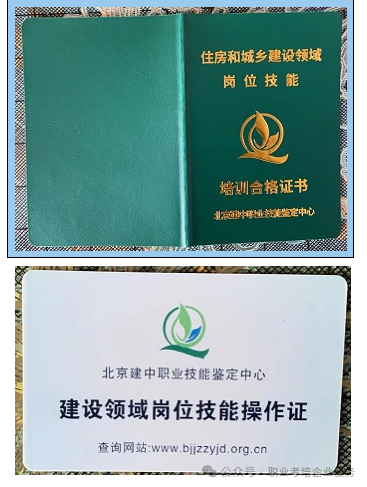 住房和城乡建设领域
岗位技能
培训合格证书
北京建中职业技能鉴定中心
北京建中职业技能鉴定中心
建设领域岗位技能操作证
查询网站:www.bjjzzyjd.org.cn
公众号·职业考培企业服务